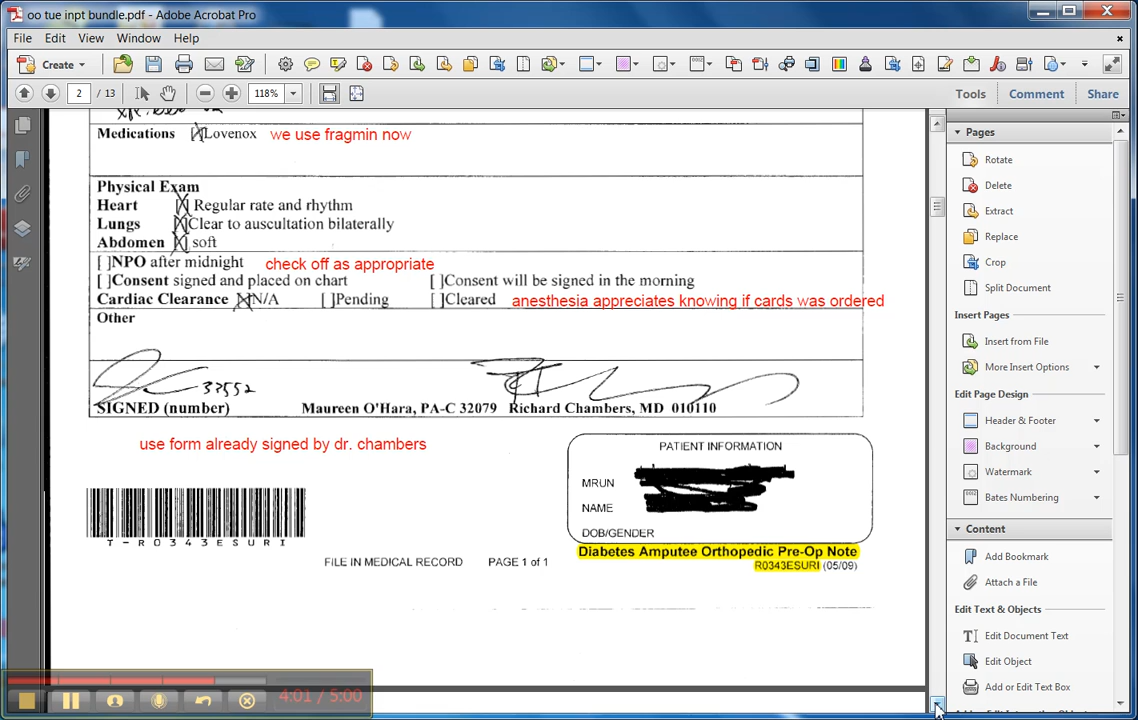 oo tue inpt bundle.pdf - Adobe Acrobat Pro
File Edit View Window Help
Create
2 / 13 118% Tools Comment Share
Medications [X]Lovenox we use fragmin now
Physical Exam
Heart [X] Regular rate and rhythm
Lungs [X]Clear to auscultation bilaterally
Abdomen [X] soft
[ ]NPO after midnight check off as appropriate
[ ]Consent signed and placed on chart [ ]Consent will be signed in the morning
Cardiac Clearance [X]N/A [ ]Pending [ ]Cleared anesthesia appreciates knowing if cards was ordered
Other
33552
SIGNED (number) Maureen O'Hara, PA-C 32079 Richard Chambers, MD 010110
use form already signed by dr. chambers
PATIENT INFORMATION
MRUN
NAME
DOB/GENDER
T-R0343ESURI
Diabetes Amputee Orthopedic Pre-Op Note
FILE IN MEDICAL RECORD PAGE 1 of 1 R0343ESURI (05/09)
4:01 / 5:00
Pages
Rotate
Delete
Extract
Replace
Crop
Split Document
Insert Pages
Insert from File
More Insert Options
Edit Page Design
Header & Footer
Background
Watermark
Bates Numbering
Content
Add Bookmark
Attach a File
Edit Text & Objects
Edit Document Text
Edit Object
Add or Edit Text Box